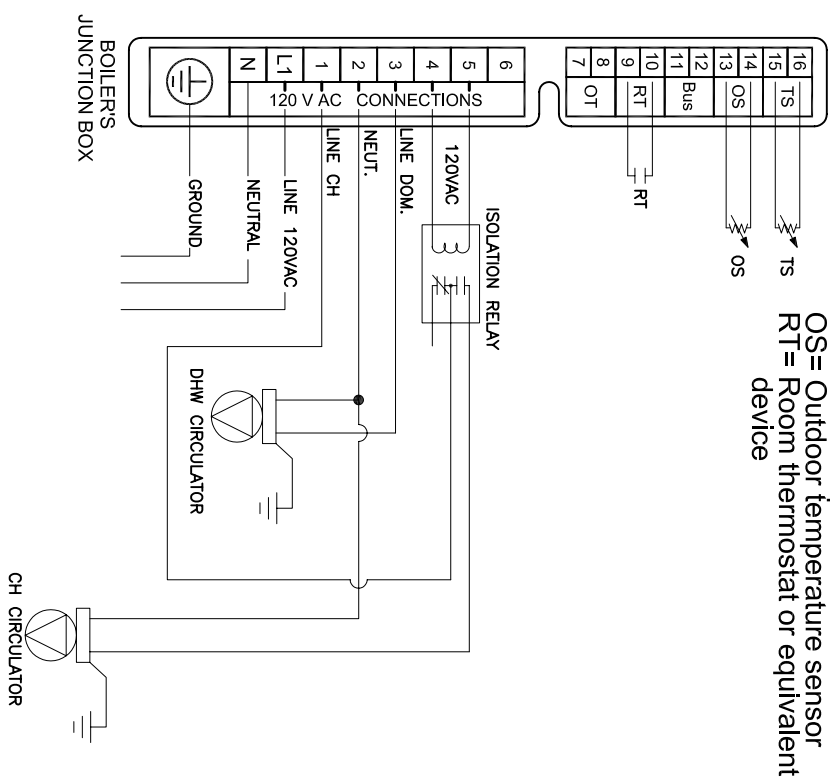 BOILER'S
JUNCTION BOX
N
L1
1
2
3
4
5
6
120 V AC CONNECTIONS
7
8
9
10
11
12
13
14
15
16
OT
RT
Bus
OS
TS
GROUND
NEUTRAL
LINE 120VAC
LINE CH
NEUT.
LINE DOM.
120VAC
ISOLATION RELAY
RT
OS
TS
DHW CIRCULATOR
CH CIRCULATOR
OS= Outdoor temperature sensor
RT= Room thermostat or equivalent
device